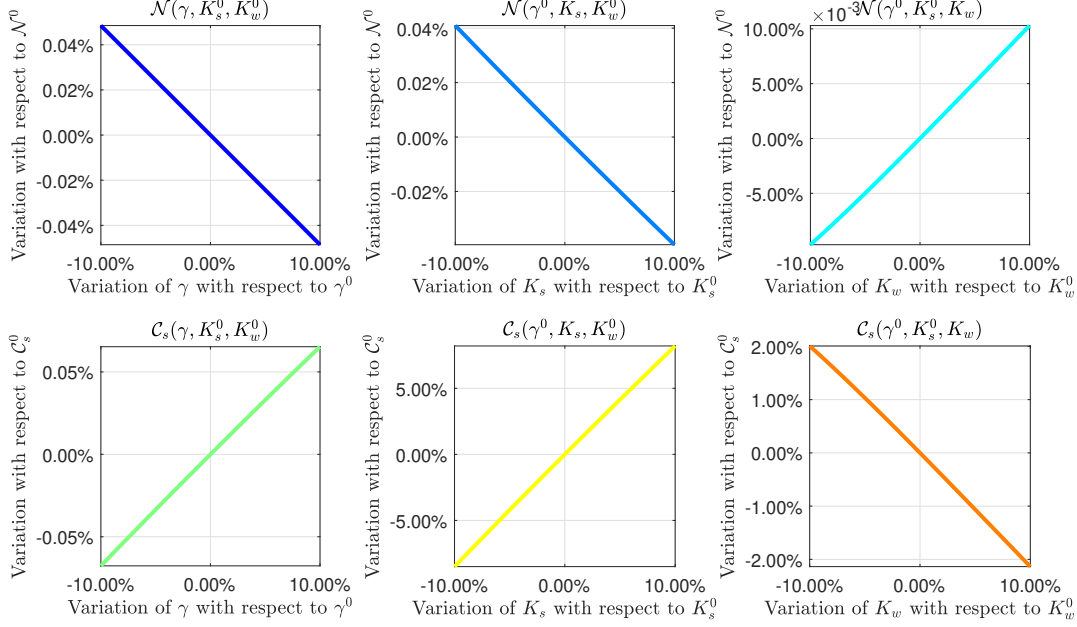 𝒩(γ, K_s^0, K_w^0)
Variation with respect to 𝒩^0
0.04%
0.02%
0.00%
-0.02%
-0.04%
-10.00% 0.00% 10.00%
Variation of γ with respect to γ^0
𝒩(γ^0, K_s, K_w^0)
Variation with respect to 𝒩^0
0.04%
0.02%
0.00%
-0.02%
-10.00% 0.00% 10.00%
Variation of K_s with respect to K_s^0
×10^-3
𝒩(γ^0, K_s^0, K_w)
Variation with respect to 𝒩^0
10.00%
5.00%
0.00%
-5.00%
-10.00% 0.00% 10.00%
Variation of K_w with respect to K_w^0
𝒞_s(γ, K_s^0, K_w^0)
Variation with respect to 𝒞_s^0
0.05%
0.00%
-0.05%
-10.00% 0.00% 10.00%
Variation of γ with respect to γ^0
𝒞_s(γ^0, K_s, K_w^0)
Variation with respect to 𝒞_s^0
5.00%
0.00%
-5.00%
-10.00% 0.00% 10.00%
Variation of K_s with respect to K_s^0
𝒞_s(γ^0, K_s^0, K_w)
Variation with respect to 𝒞_s^0
2.00%
1.00%
0.00%
-1.00%
-2.00%
-10.00% 0.00% 10.00%
Variation of K_w with respect to K_w^0